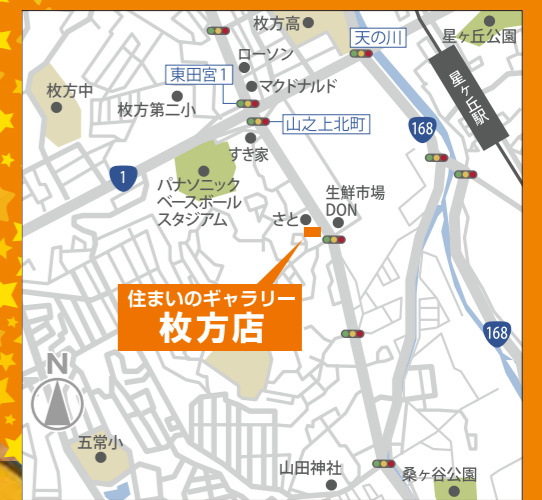 枚方高
天の川
星ヶ丘公園
ローソン
東田宮1
マクドナルド
星ヶ丘駅
枚方中
枚方第二小
山之上北町
168
すき家
1
パナソニック
ベースボール
スタジアム
生鮮市場
DON
さと
住まいのギャラリー
枚方店
168
N
五常小
山田神社
桑ヶ谷公園